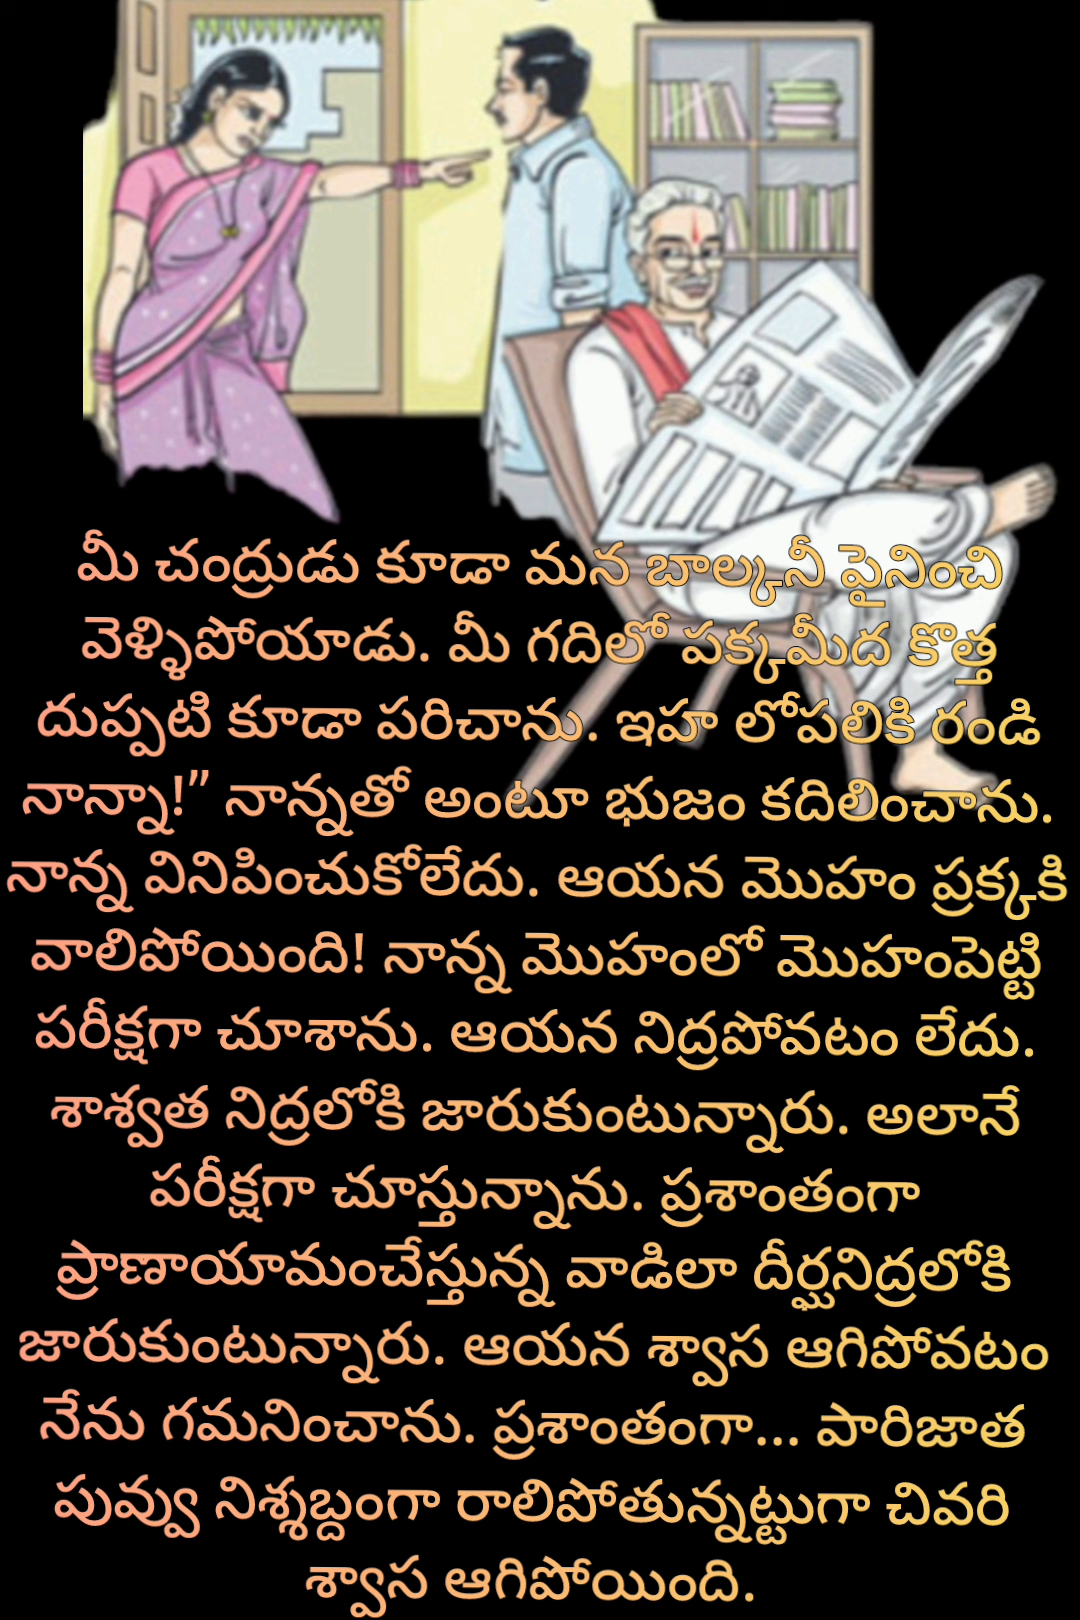 మీ చంద్రుడు కూడా మన బాల్కనీ పైనించి
వెళ్ళిపోయాడు. మీ గదిలో పక్కమీద కొత్త
దుప్పటి కూడా పరిచాను. ఇహ లోపలికి రండి
నాన్నా!” నాన్నతో అంటూ భుజం కదిలించాను.
నాన్న వినిపించుకోలేదు. ఆయన మొహం ప్రక్కకి
వాలిపోయింది! నాన్న మొహంలో మొహంపెట్టి
పరీక్షగా చూశాను. ఆయన నిద్రపోవటం లేదు.
శాశ్వత నిద్రలోకి జారుకుంటున్నారు. అలానే
పరీక్షగా చూస్తున్నాను. ప్రశాంతంగా
ప్రాణాయామంచేస్తున్న వాడిలా దీర్ఘనిద్రలోకి
జారుకుంటున్నారు. ఆయన శ్వాస ఆగిపోవటం
నేను గమనించాను. ప్రశాంతంగా... పారిజాత
పువ్వు నిశ్శబ్దంగా రాలిపోతున్నట్టుగా చివరి
శ్వాస ఆగిపోయింది.